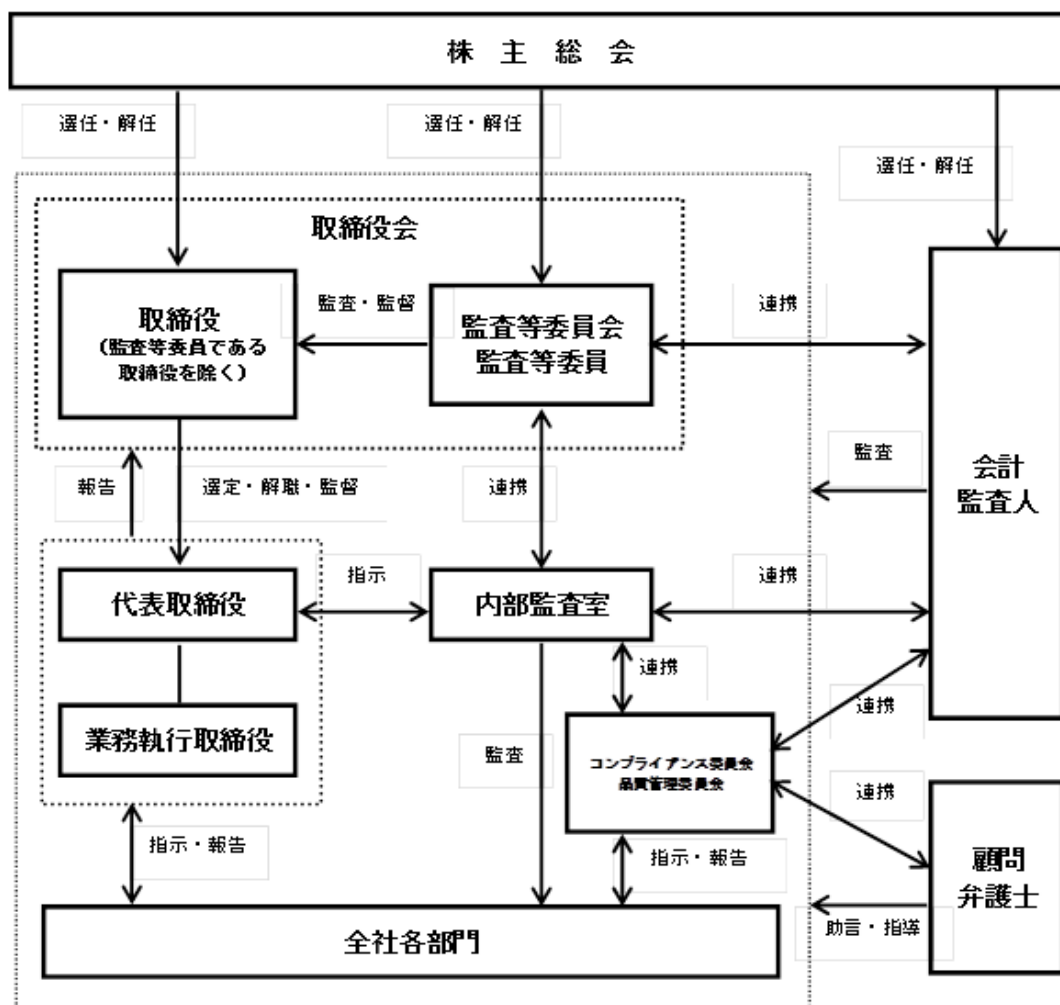 株 主 総 会
選任・解任
選任・解任
選任・解任
取締役会
取締役
（監査等委員である
取締役を除く）
監査・監督
監査等委員会
監査等委員
連携
会計
監査人
監査
報告
選定・解職・監督
連携
代表取締役
指示
内部監査室
連携
業務執行取締役
連携
コンプライアンス委員会
品質管理委員会
連携
監査
連携
指示・報告
指示・報告
顧問
弁護士
助言・指導
全社各部門